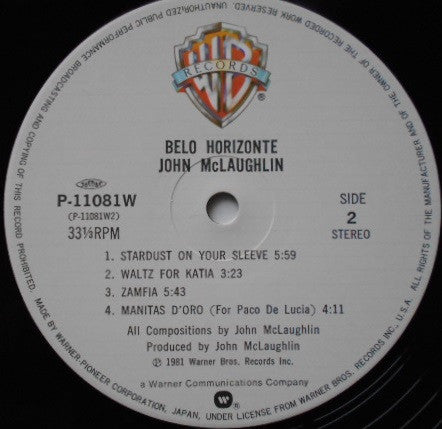 UNAUTHORIZED PUBLIC PERFORMANCE BROADCASTING AND COPYING OF THIS RECORD PROHIBITED.
ALL RIGHTS OF THE MANUFACTURER AND OF THE OWNER OF THE RECORDED WORK RESERVED.
WB
RECORDS
®
BELO HORIZONTE
JOHN McLAUGHLIN
P-11081W
(P-11081W2)
33⅓RPM
SIDE
2
STEREO
1. STARDUST ON YOUR SLEEVE 5:59
2. WALTZ FOR KATIA 3:23
3. ZAMFIA 5:43
4. MANITAS D'ORO (For Paco De Lucia) 4:11
All Compositions by John McLaughlin
Produced by John McLaughlin
℗ 1981 Warner Bros. Records Inc.
a Warner Communications Company
W ®
MADE BY WARNER-PIONEER CORPORATION, JAPAN, UNDER LICENSE FROM WARNER BROS. RECORDS INC., U.S.A.